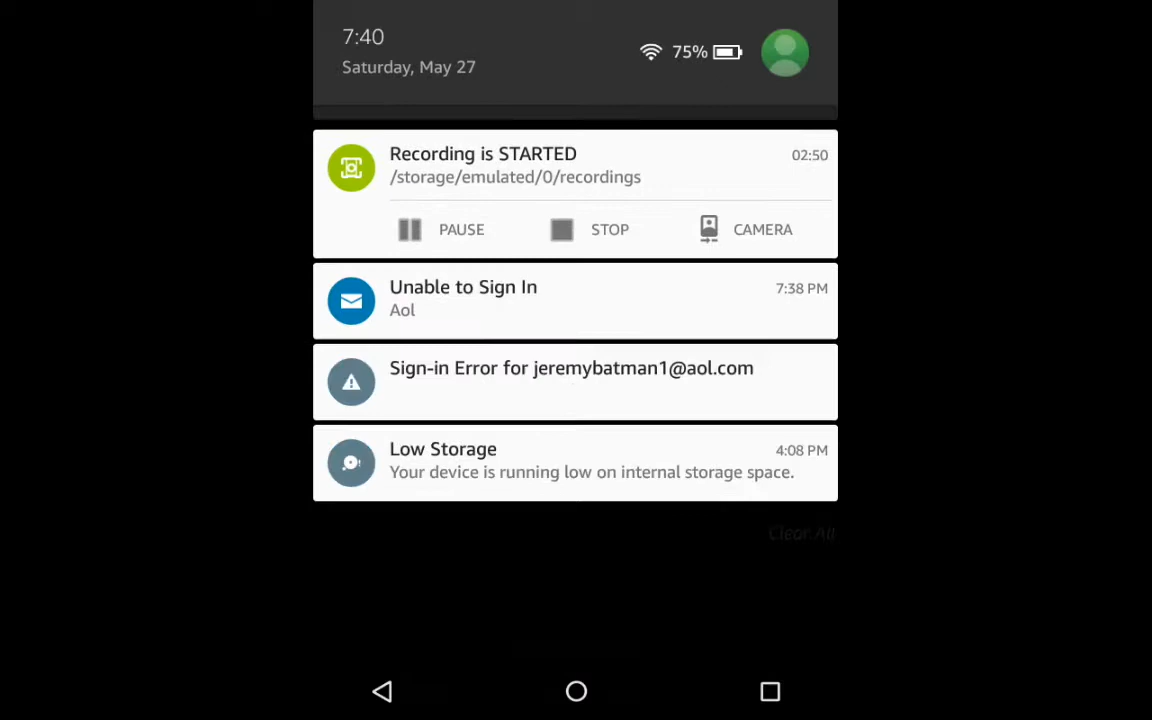 7:40
75%
Saturday, May 27
Recording is STARTED
02:50
/storage/emulated/0/recordings
PAUSE
STOP
CAMERA
Unable to Sign In
7:38 PM
Aol
Sign-in Error for jeremybatman1@aol.com
Low Storage
4:08 PM
Your device is running low on internal storage space.
Clear All